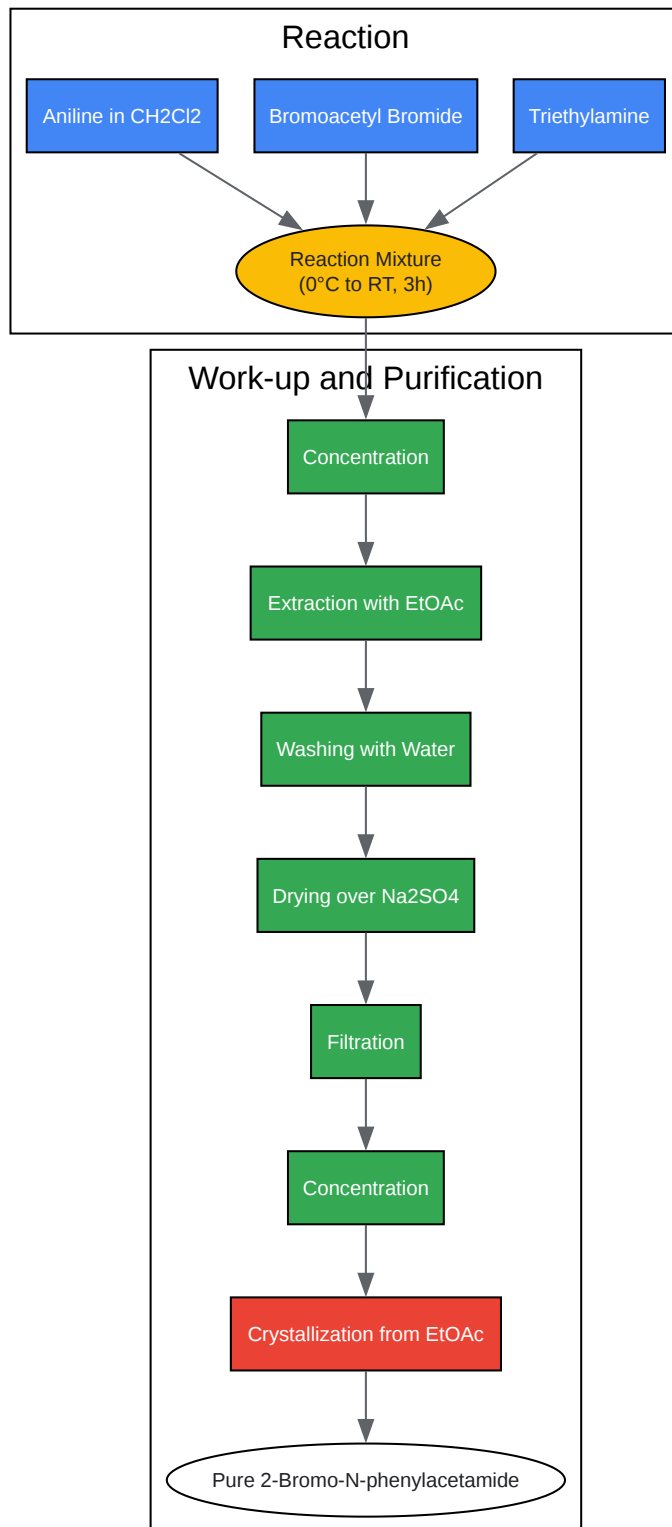 Reaction
Aniline in CH2Cl2
Bromoacetyl Bromide
Triethylamine
Reaction Mixture
(0°C to RT, 3h)
Work-up and Purification
Concentration
Extraction with EtOAc
Washing with Water
Drying over Na2SO4
Filtration
Concentration
Crystallization from EtOAc
Pure 2-Bromo-N-phenylacetamide